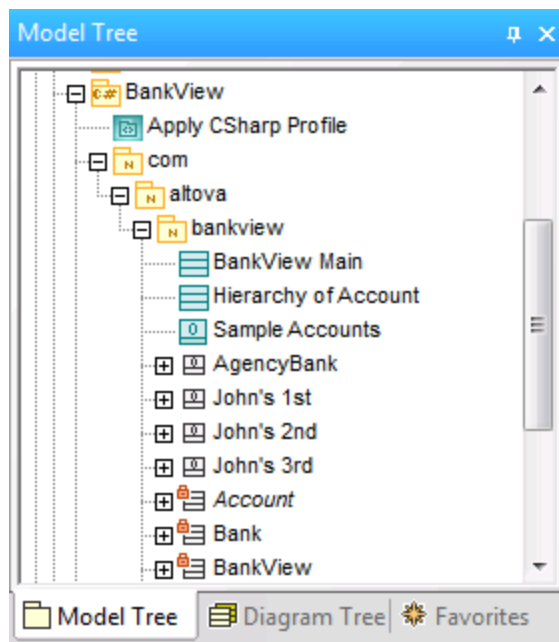 Model Tree
C# BankView
Apply CSharp Profile
N com
N altova
N bankview
BankView Main
Hierarchy of Account
Sample Accounts
AgencyBank
John's 1st
John's 2nd
John's 3rd
Account
Bank
BankView
Model Tree Diagram Tree Favorites